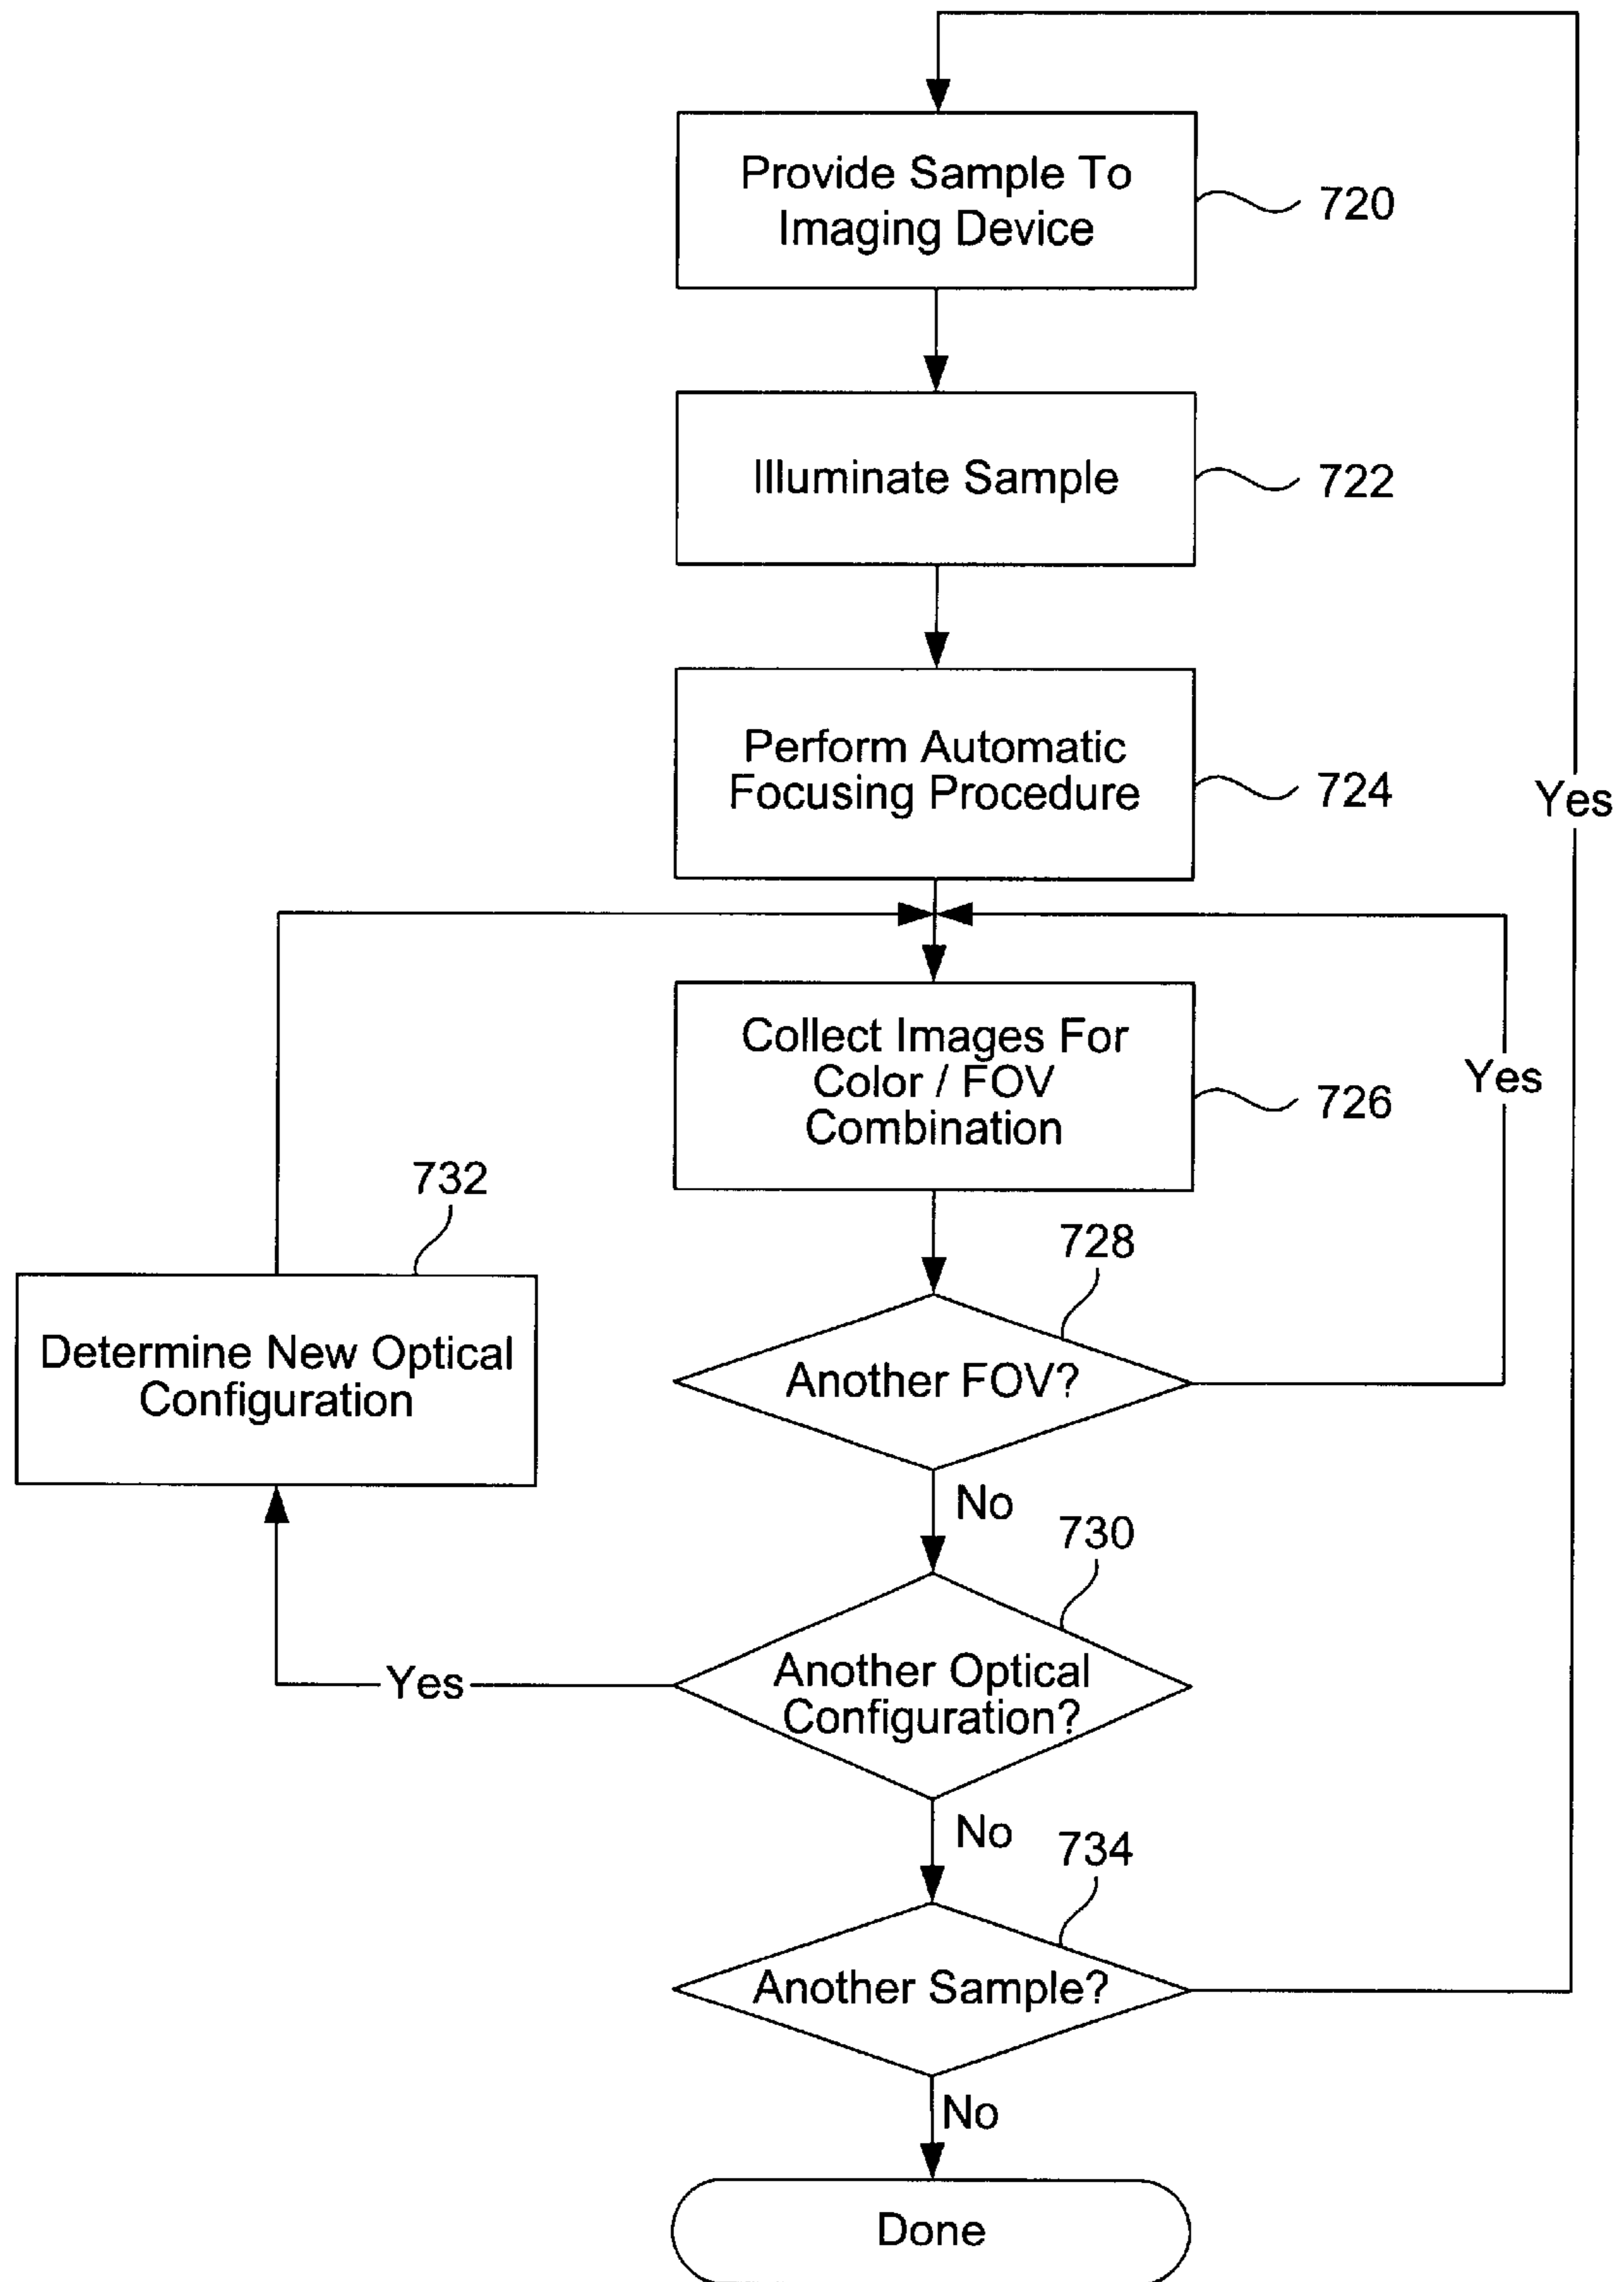 Provide Sample To
Imaging Device
720
Illuminate Sample
722
Perform Automatic
Focusing Procedure
724
Yes
Collect Images For
Color / FOV
Combination
726
Yes
732
Determine New Optical
Configuration
728
Another FOV?
No
730
Another Optical
Configuration?
Yes
No
734
Another Sample?
No
Done